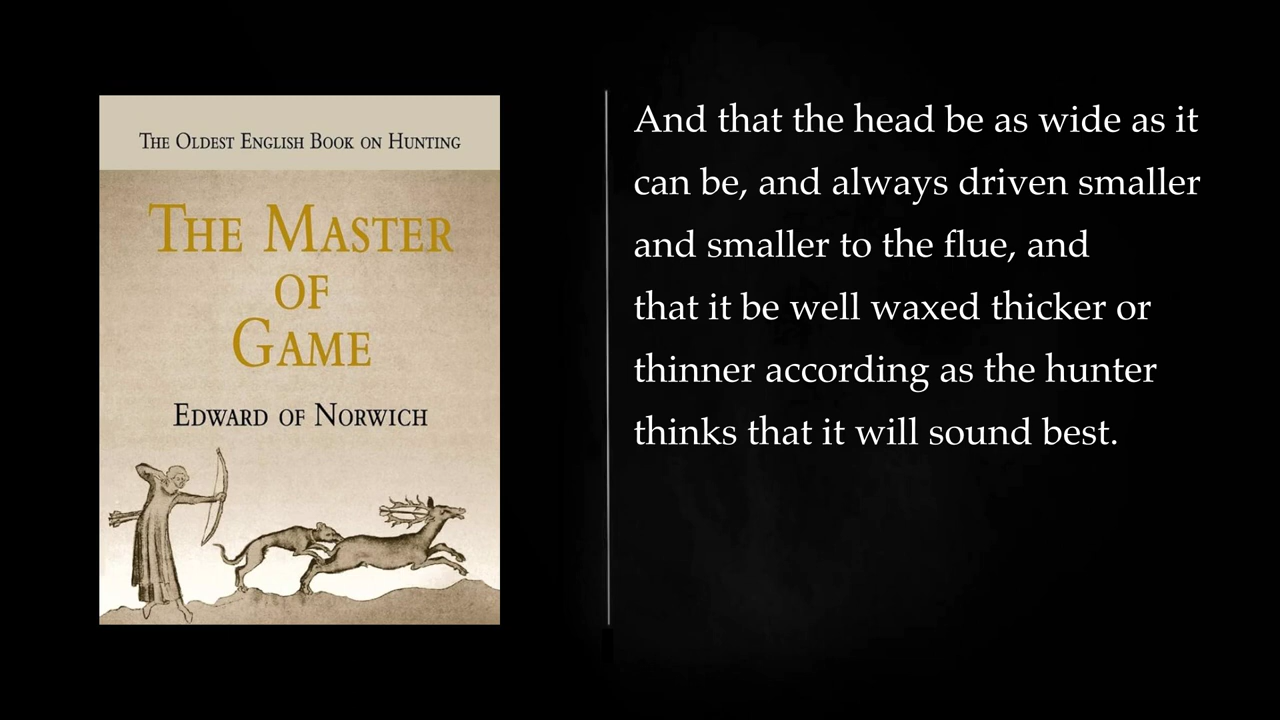 The Oldest English Book on Hunting
The Master
of
Game
Edward of Norwich
And that the head be as wide as it
can be, and always driven smaller
and smaller to the flue, and
that it be well waxed thicker or
thinner according as the hunter
thinks that it will sound best.